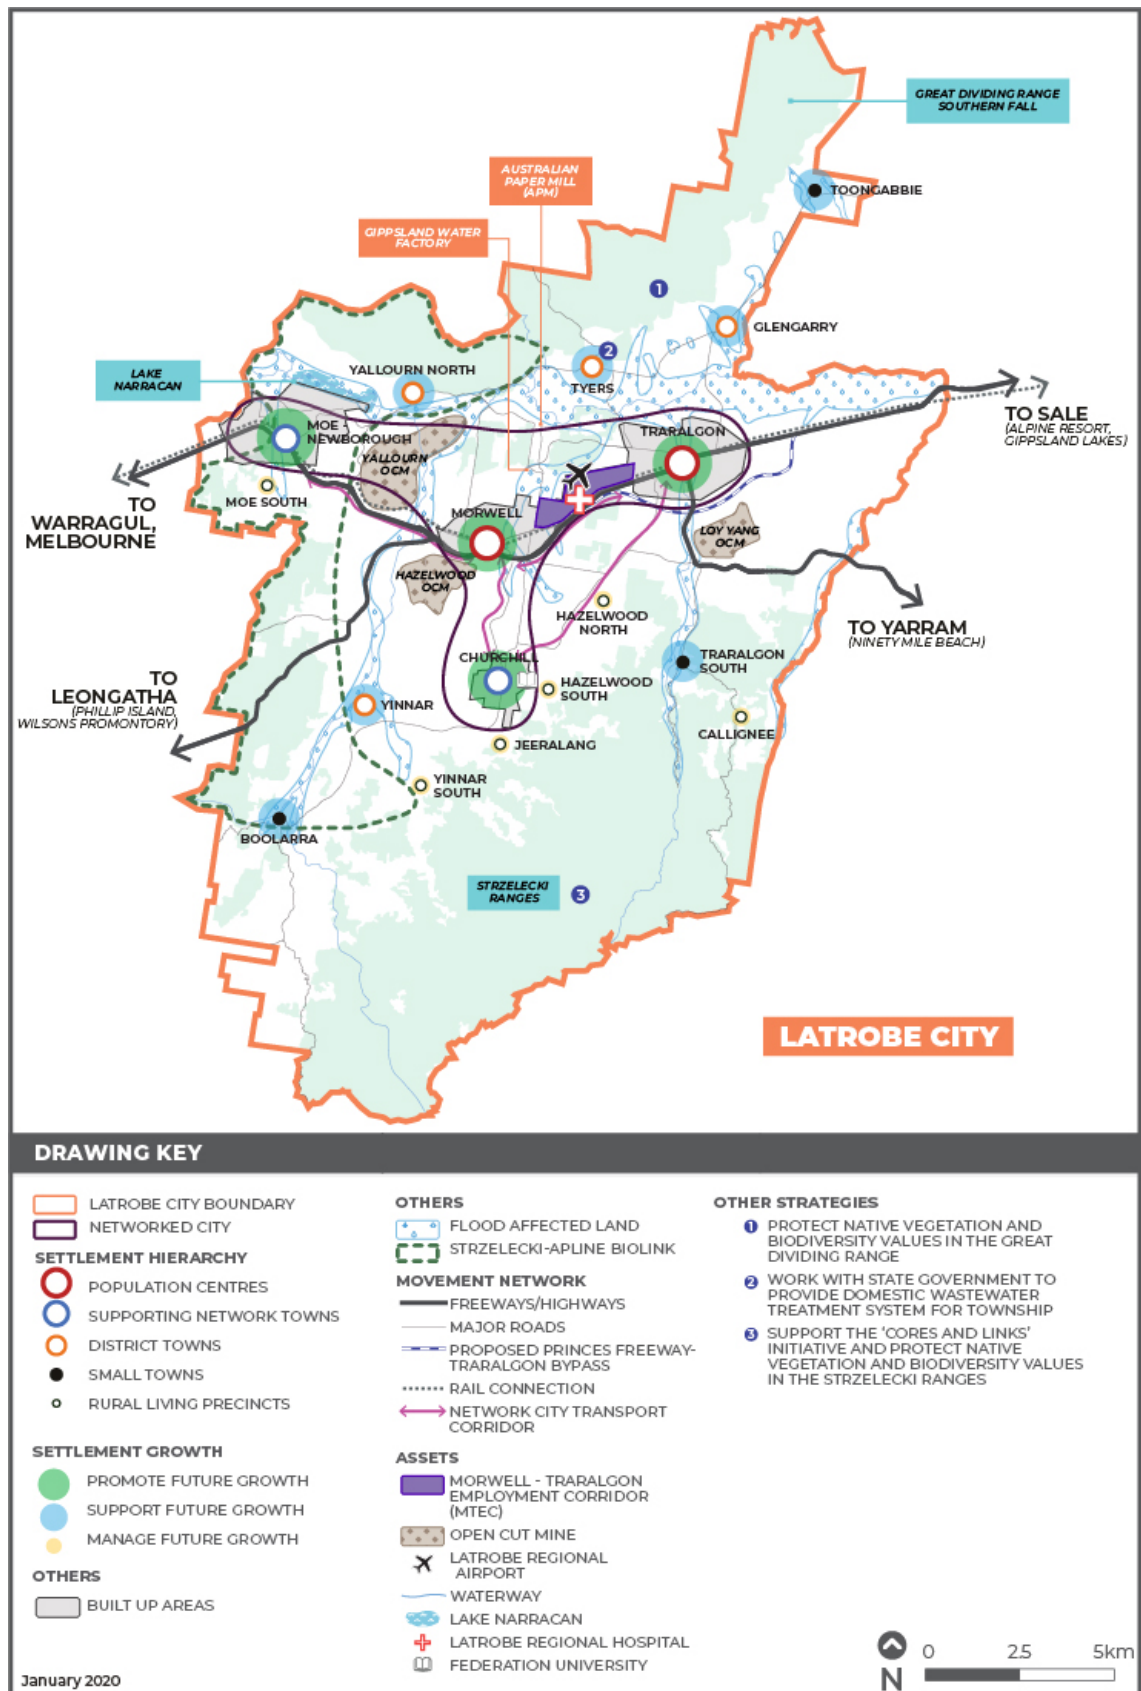 GREAT DIVIDING RANGE
SOUTHERN FALL
AUSTRALIAN
PAPER MILL
(APM)
TOONGABBIE
GIPPSLAND WATER
FACTORY
1
GLENGARRY
2
TYERS
LAKE
NARRACAN
YALLOURN NORTH
TO SALE
(ALPINE RESORT,
GIPPSLAND LAKES)
MOE -
NEWBOROUGH
TRARALGON
YALLOURN
OCM
MOE SOUTH
TO
WARRAGUL,
MELBOURNE
MORWELL
LOY YANG
OCM
HAZELWOOD
OCM
HAZELWOOD
NORTH
TO YARRAM
(NINETY MILE BEACH)
CHURCHILL
TRARALGON
SOUTH
TO
LEONGATHA
(PHILLIP ISLAND,
WILSONS PROMONTORY)
HAZELWOOD
SOUTH
YINNAR
CALLIGNEE
JEERALANG
YINNAR
SOUTH
BOOLARRA
STRZELECKI
RANGES
3
LATROBE CITY
DRAWING KEY
LATROBE CITY BOUNDARY
NETWORKED CITY
SETTLEMENT HIERARCHY
POPULATION CENTRES
SUPPORTING NETWORK TOWNS
DISTRICT TOWNS
SMALL TOWNS
RURAL LIVING PRECINCTS
SETTLEMENT GROWTH
PROMOTE FUTURE GROWTH
SUPPORT FUTURE GROWTH
MANAGE FUTURE GROWTH
OTHERS
BUILT UP AREAS
January 2020
OTHERS
FLOOD AFFECTED LAND
STRZELECKI-APLINE BIOLINK
MOVEMENT NETWORK
FREEWAYS/HIGHWAYS
MAJOR ROADS
PROPOSED PRINCES FREEWAY-
TRARALGON BYPASS
RAIL CONNECTION
NETWORK CITY TRANSPORT
CORRIDOR
ASSETS
MORWELL - TRARALGON
EMPLOYMENT CORRIDOR
(MTEC)
OPEN CUT MINE
LATROBE REGIONAL
AIRPORT
WATERWAY
LAKE NARRACAN
LATROBE REGIONAL HOSPITAL
FEDERATION UNIVERSITY
OTHER STRATEGIES
1 PROTECT NATIVE VEGETATION AND
BIODIVERSITY VALUES IN THE GREAT
DIVIDING RANGE
2 WORK WITH STATE GOVERNMENT TO
PROVIDE DOMESTIC WASTEWATER
TREATMENT SYSTEM FOR TOWNSHIP
3 SUPPORT THE ‘CORES AND LINKS’
INITIATIVE AND PROTECT NATIVE
VEGETATION AND BIODIVERSITY VALUES
IN THE STRZELECKI RANGES
N
0 2.5 5km